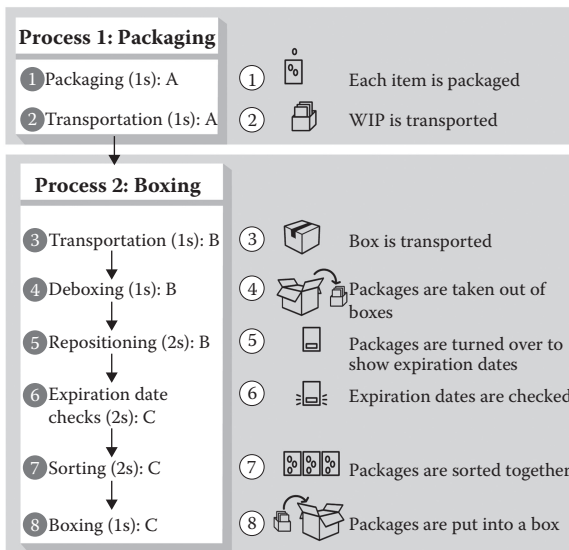 Process 1: Packaging
1 Packaging (1s): A
1 Each item is packaged
2 Transportation (1s): A
2 WIP is transported
Process 2: Boxing
3 Transportation (1s): B
3 Box is transported
4 Deboxing (1s): B
4 Packages are taken out of
boxes
5 Repositioning (2s): B
5 Packages are turned over to
show expiration dates
6 Expiration date
checks (2s): C
6 Expiration dates are checked
7 Sorting (2s): C
7 Packages are sorted together
8 Boxing (1s): C
8 Packages are put into a box